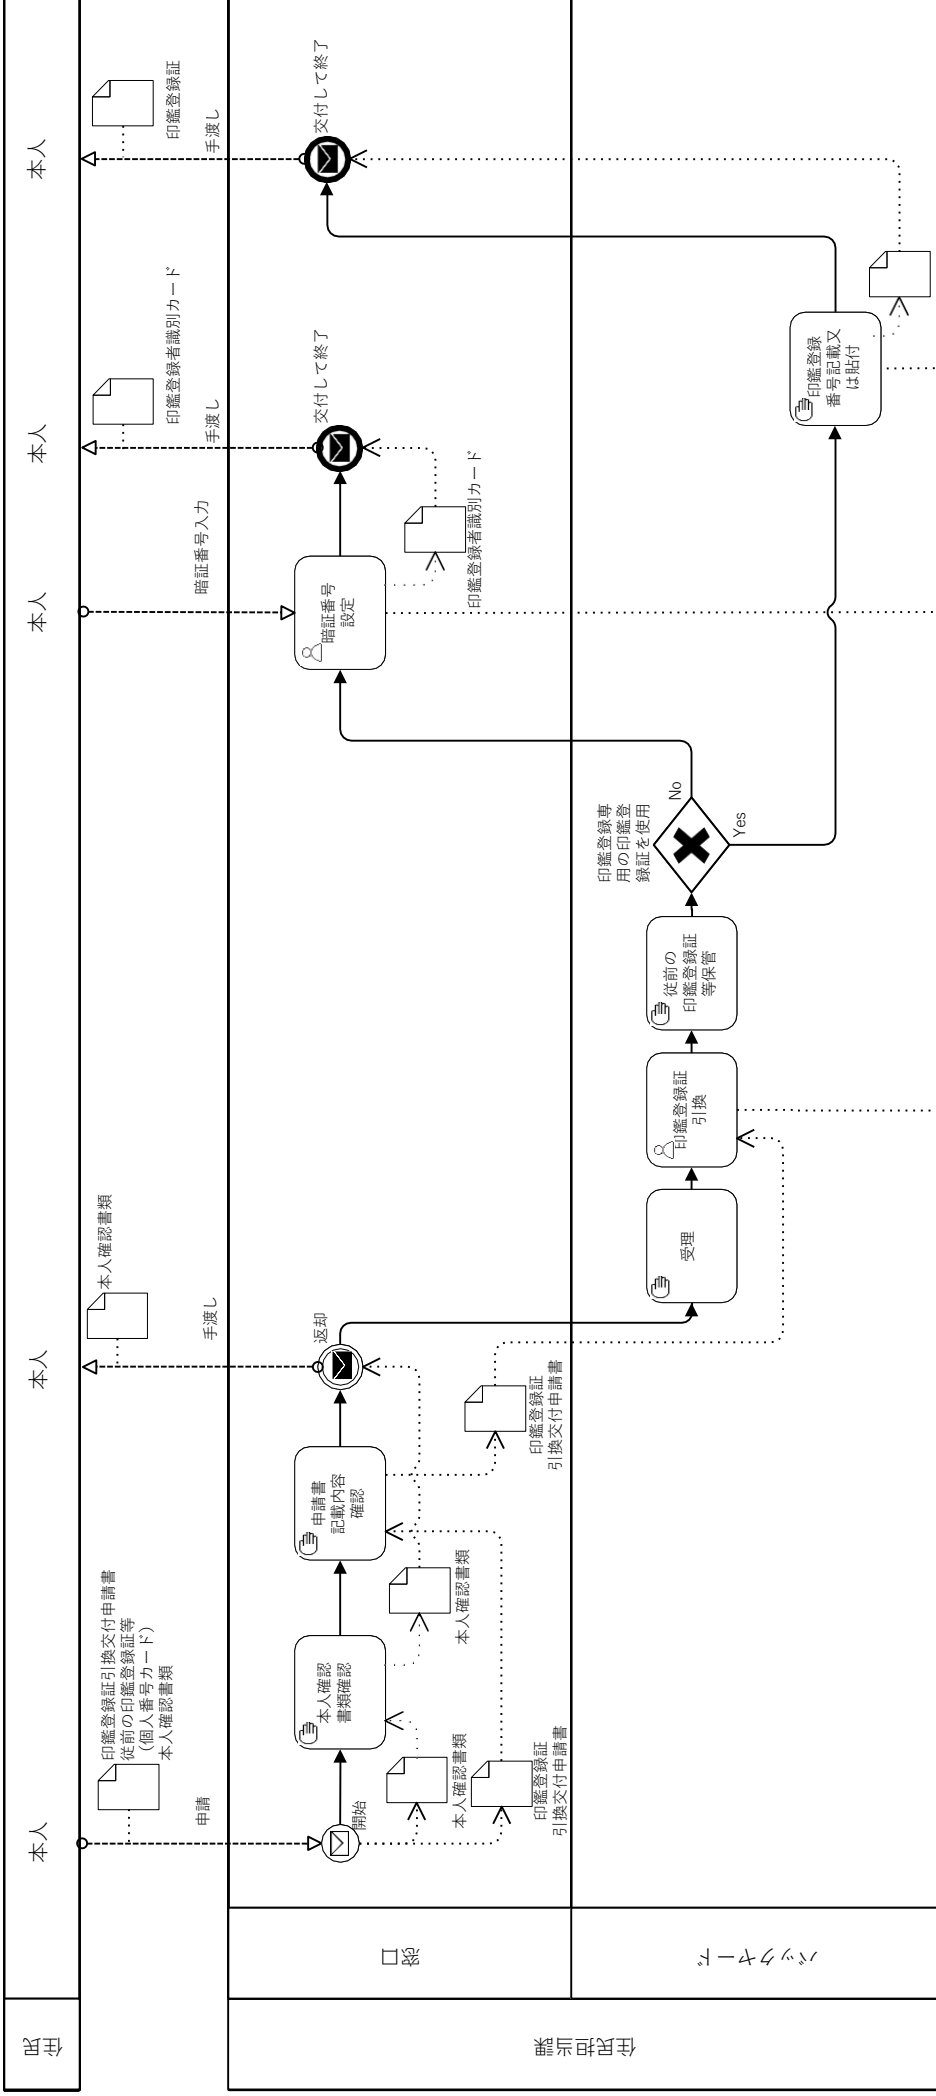 住民
本人
本人
本人
本人
本人
印鑑登録証引換交付申請書
従前の印鑑登録証等
(個人番号カード)
本人確認書類
申請
本人確認書類
手渡し
暗証番号入力
印鑑登録者識別カード
手渡し
印鑑登録証
手渡し
住民担当課
窓口
開始
本人確認書類
印鑑登録証
引換交付申請書
本人確認
書類確認
本人確認書類
申請書
記載内容
確認
印鑑登録証
引換交付申請書
返却
暗証番号
設定
印鑑登録者識別カード
交付して終了
交付して終了
バックヤード
受理
印鑑登録証
引換
従前の
印鑑登録証
等保管
印鑑登録専
用の印鑑登
録証を使用
No
Yes
印鑑登録
番号記載又
は貼付